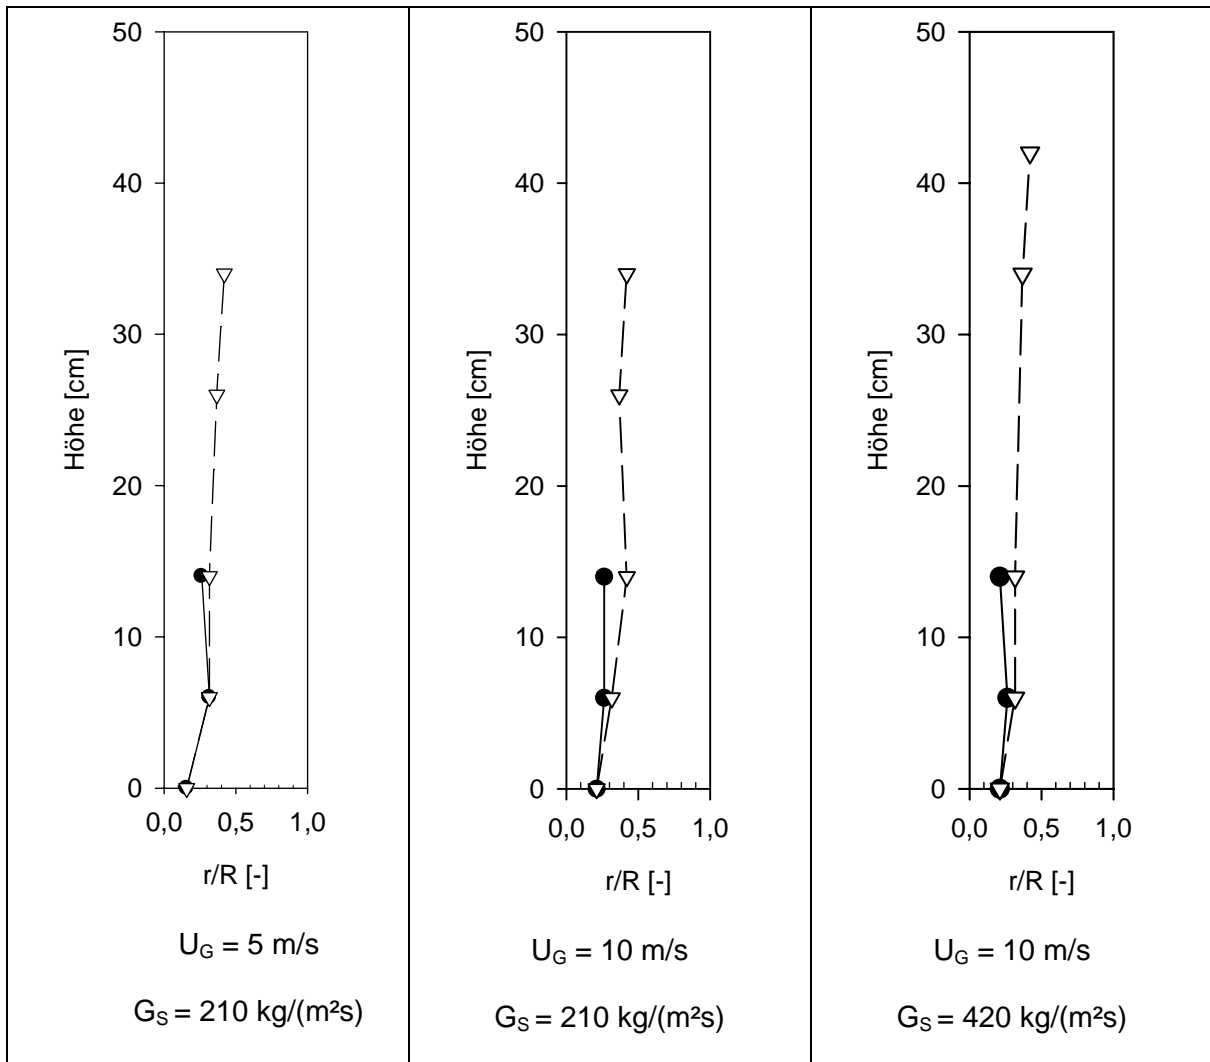 50
40
30
20
10
0
Höhe [cm]
0,0 0,5 1,0
r/R [-]
U_G = 5 m/s
G_S = 210 kg/(m²s)
50
40
30
20
10
0
Höhe [cm]
0,0 0,5 1,0
r/R [-]
U_G = 10 m/s
G_S = 210 kg/(m²s)
50
40
30
20
10
0
Höhe [cm]
0,0 0,5 1,0
r/R [-]
U_G = 10 m/s
G_S = 420 kg/(m²s)